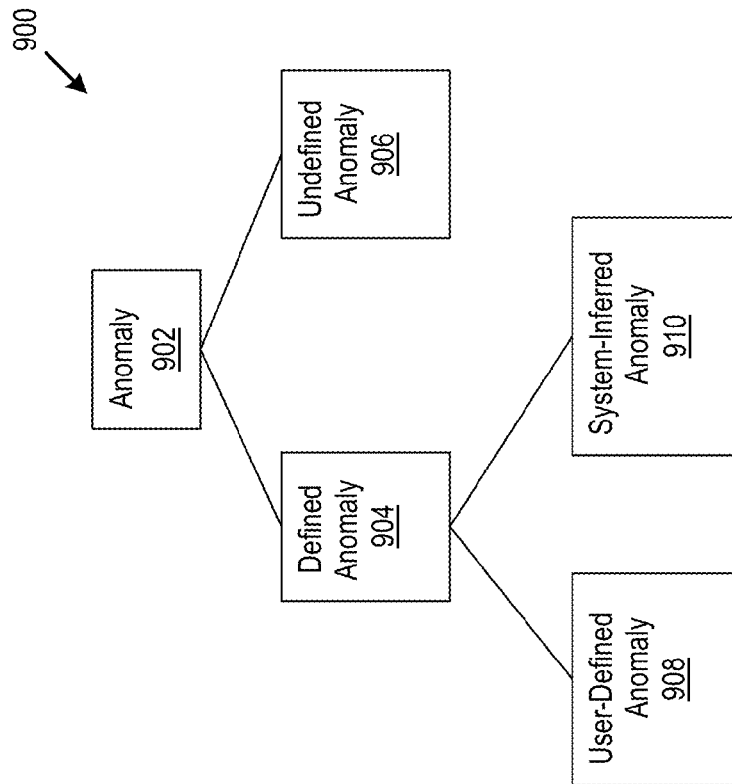 900
Anomaly
902
Defined
Anomaly
904
Undefined
Anomaly
906
User-Defined
Anomaly
908
System-Inferred
Anomaly
910